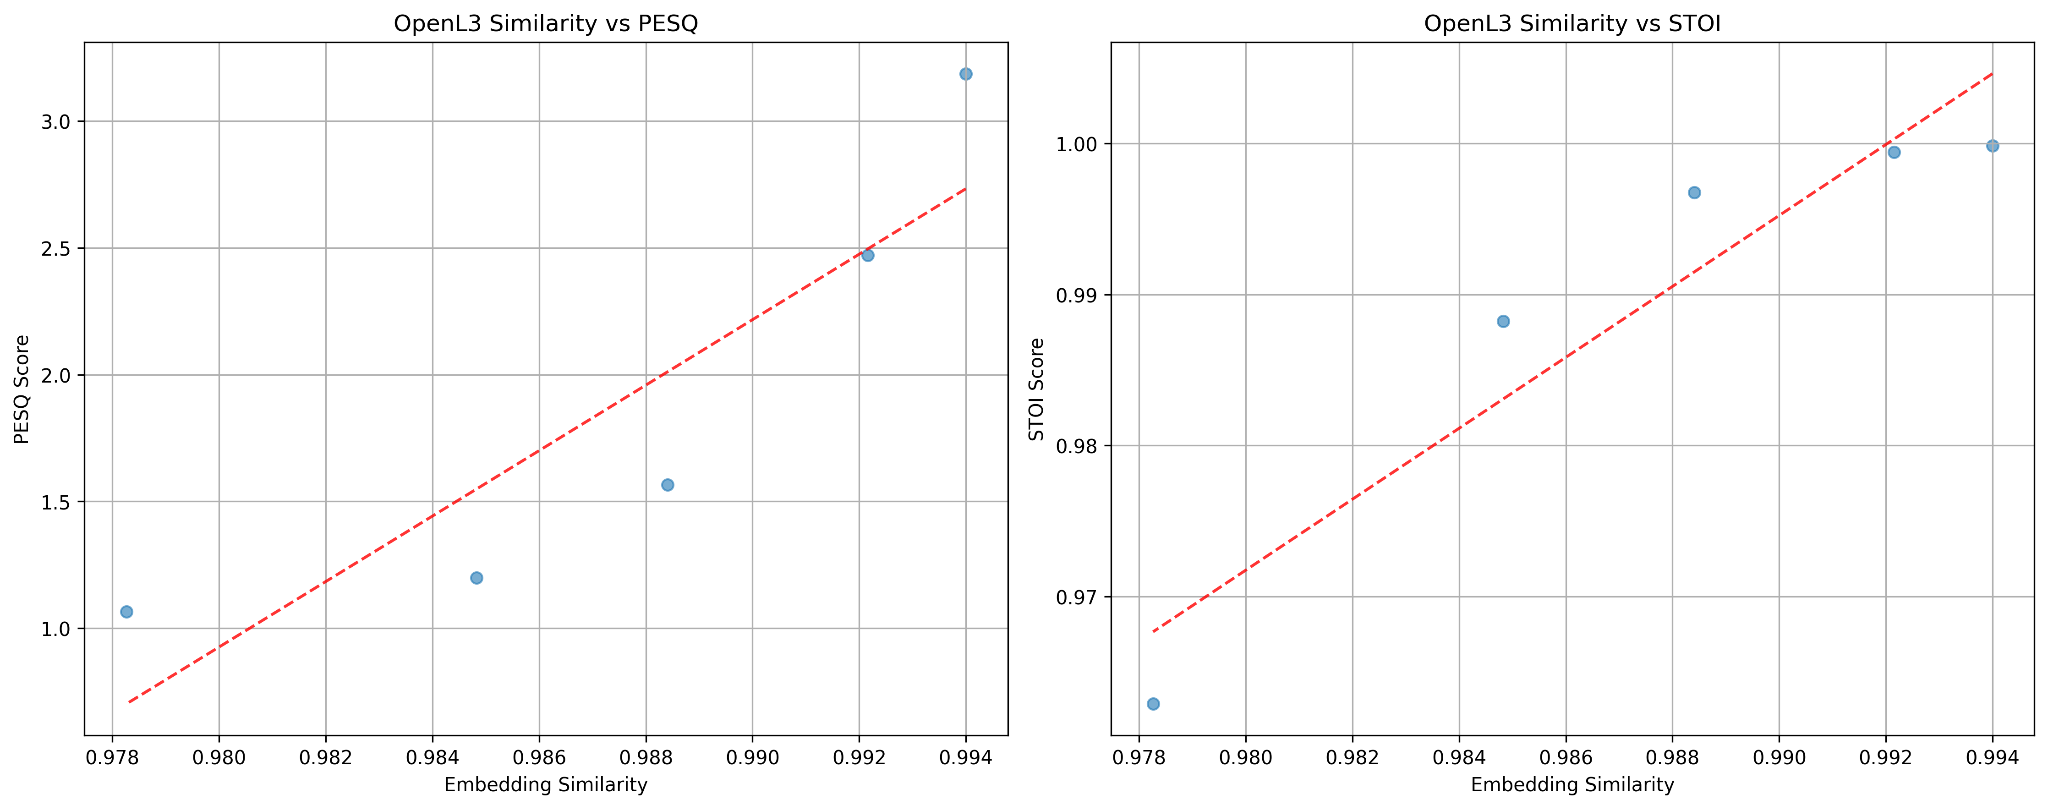 OpenL3 Similarity vs PESQ
PESQ Score
3.0
2.5
2.0
1.5
1.0
0.978 0.980 0.982 0.984 0.986 0.988 0.990 0.992 0.994
Embedding Similarity
OpenL3 Similarity vs STOI
STOI Score
1.00
0.99
0.98
0.97
0.978 0.980 0.982 0.984 0.986 0.988 0.990 0.992 0.994
Embedding Similarity